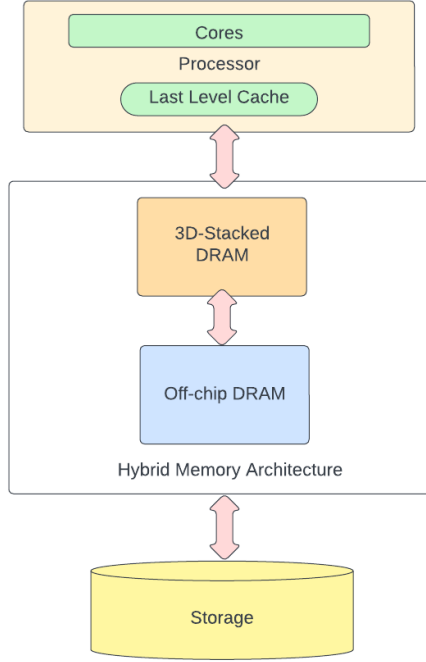 Cores
Processor
Last Level Cache
3D-Stacked
DRAM
Off-chip DRAM
Hybrid Memory Architecture
Storage